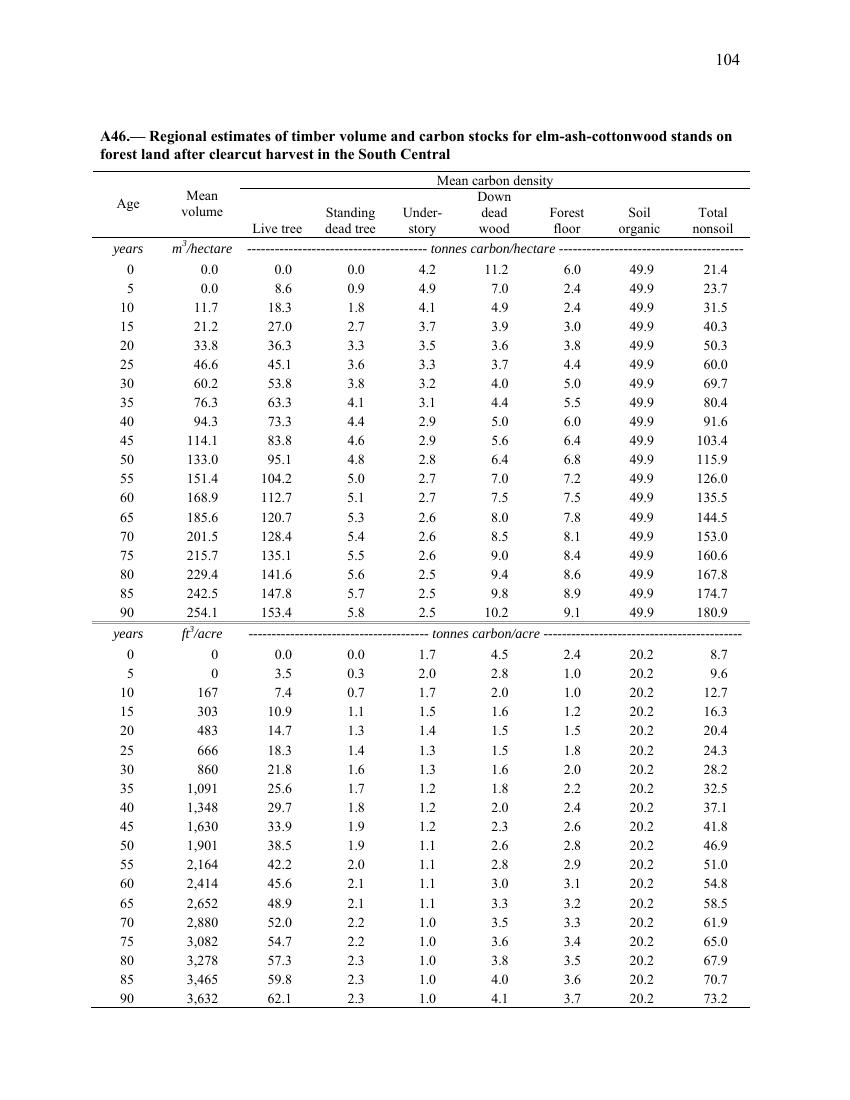 104
A46.— Regional estimates of timber volume and carbon stocks for elm-ash-cottonwood stands on
forest land after clearcut harvest in the South Central
Mean carbon density
Age Mean volume Live tree Standing dead tree Under-story Down dead wood Forest floor Soil organic Total nonsoil
years m³/hectare ---------------------------------------- tonnes carbon/hectare ----------------------------------------
0 0.0 0.0 0.0 4.2 11.2 6.0 49.9 21.4
5 0.0 8.6 0.9 4.9 7.0 2.4 49.9 23.7
10 11.7 18.3 1.8 4.1 4.9 2.4 49.9 31.5
15 21.2 27.0 2.7 3.7 3.9 3.0 49.9 40.3
20 33.8 36.3 3.3 3.5 3.6 3.8 49.9 50.3
25 46.6 45.1 3.6 3.3 3.7 4.4 49.9 60.0
30 60.2 53.8 3.8 3.2 4.0 5.0 49.9 69.7
35 76.3 63.3 4.1 3.1 4.4 5.5 49.9 80.4
40 94.3 73.3 4.4 2.9 5.0 6.0 49.9 91.6
45 114.1 83.8 4.6 2.9 5.6 6.4 49.9 103.4
50 133.0 95.1 4.8 2.8 6.4 6.8 49.9 115.9
55 151.4 104.2 5.0 2.7 7.0 7.2 49.9 126.0
60 168.9 112.7 5.1 2.7 7.5 7.5 49.9 135.5
65 185.6 120.7 5.3 2.6 8.0 7.8 49.9 144.5
70 201.5 128.4 5.4 2.6 8.5 8.1 49.9 153.0
75 215.7 135.1 5.5 2.6 9.0 8.4 49.9 160.6
80 229.4 141.6 5.6 2.5 9.4 8.6 49.9 167.8
85 242.5 147.8 5.7 2.5 9.8 8.9 49.9 174.7
90 254.1 153.4 5.8 2.5 10.2 9.1 49.9 180.9
years ft³/acre ---------------------------------------- tonnes carbon/acre ----------------------------------------
0 0 0.0 0.0 1.7 4.5 2.4 20.2 8.7
5 0 3.5 0.3 2.0 2.8 1.0 20.2 9.6
10 167 7.4 0.7 1.7 2.0 1.0 20.2 12.7
15 303 10.9 1.1 1.5 1.6 1.2 20.2 16.3
20 483 14.7 1.3 1.4 1.5 1.5 20.2 20.4
25 666 18.3 1.4 1.3 1.5 1.8 20.2 24.3
30 860 21.8 1.6 1.3 1.6 2.0 20.2 28.2
35 1,091 25.6 1.7 1.2 1.8 2.2 20.2 32.5
40 1,348 29.7 1.8 1.2 2.0 2.4 20.2 37.1
45 1,630 33.9 1.9 1.2 2.3 2.6 20.2 41.8
50 1,901 38.5 1.9 1.1 2.6 2.8 20.2 46.9
55 2,164 42.2 2.0 1.1 2.8 2.9 20.2 51.0
60 2,414 45.6 2.1 1.1 3.0 3.1 20.2 54.8
65 2,652 48.9 2.1 1.1 3.3 3.2 20.2 58.5
70 2,880 52.0 2.2 1.0 3.5 3.3 20.2 61.9
75 3,082 54.7 2.2 1.0 3.6 3.4 20.2 65.0
80 3,278 57.3 2.3 1.0 3.8 3.5 20.2 67.9
85 3,465 59.8 2.3 1.0 4.0 3.6 20.2 70.7
90 3,632 62.1 2.3 1.0 4.1 3.7 20.2 73.2